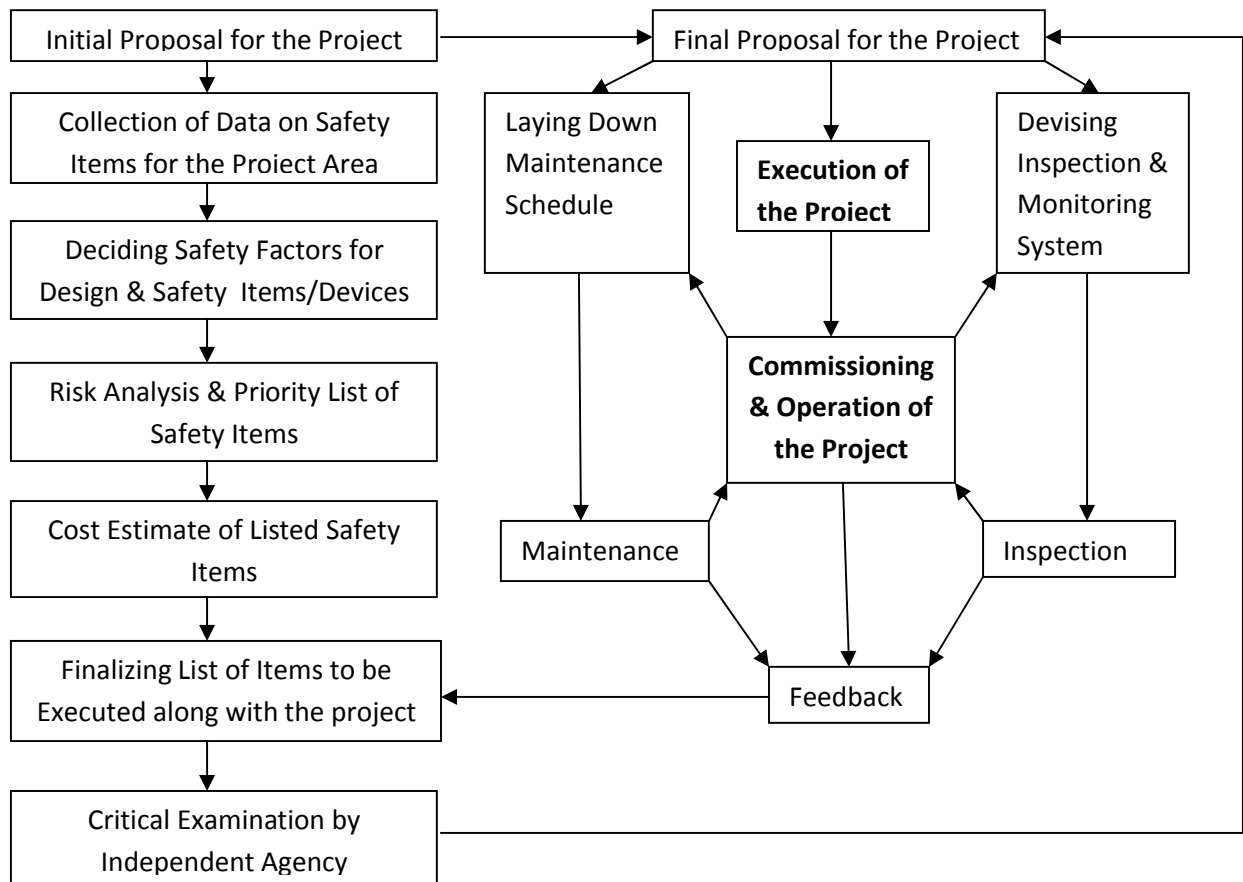 Initial Proposal for the Project
Final Proposal for the Project
Collection of Data on Safety
Items for the Project Area
Laying Down
Maintenance
Schedule
Execution of
the Project
Devising
Inspection &
Monitoring
System
Deciding Safety Factors for
Design & Safety Items/Devices
Risk Analysis & Priority List of
Safety Items
Commissioning
& Operation of
the Project
Cost Estimate of Listed Safety
Items
Maintenance
Inspection
Finalizing List of Items to be
Executed along with the project
Feedback
Critical Examination by
Independent Agency